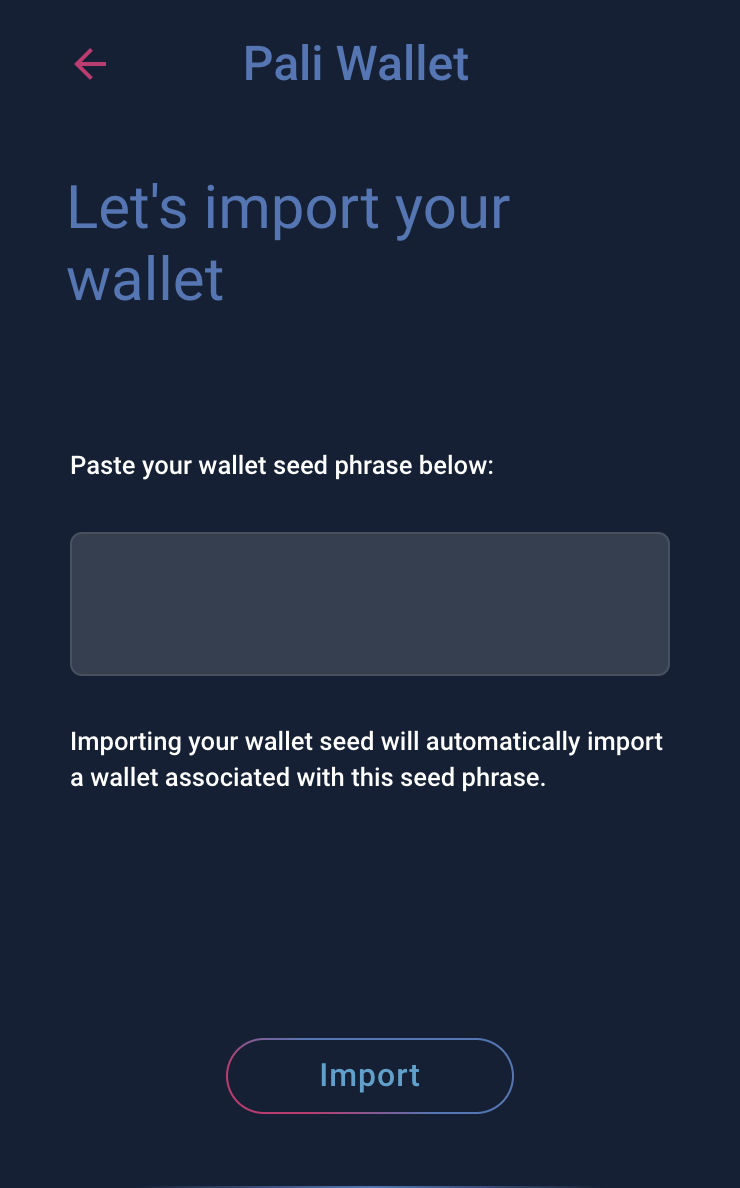 Pali Wallet
Let's import your
wallet
Paste your wallet seed phrase below:
Importing your wallet seed will automatically import
a wallet associated with this seed phrase.
Import